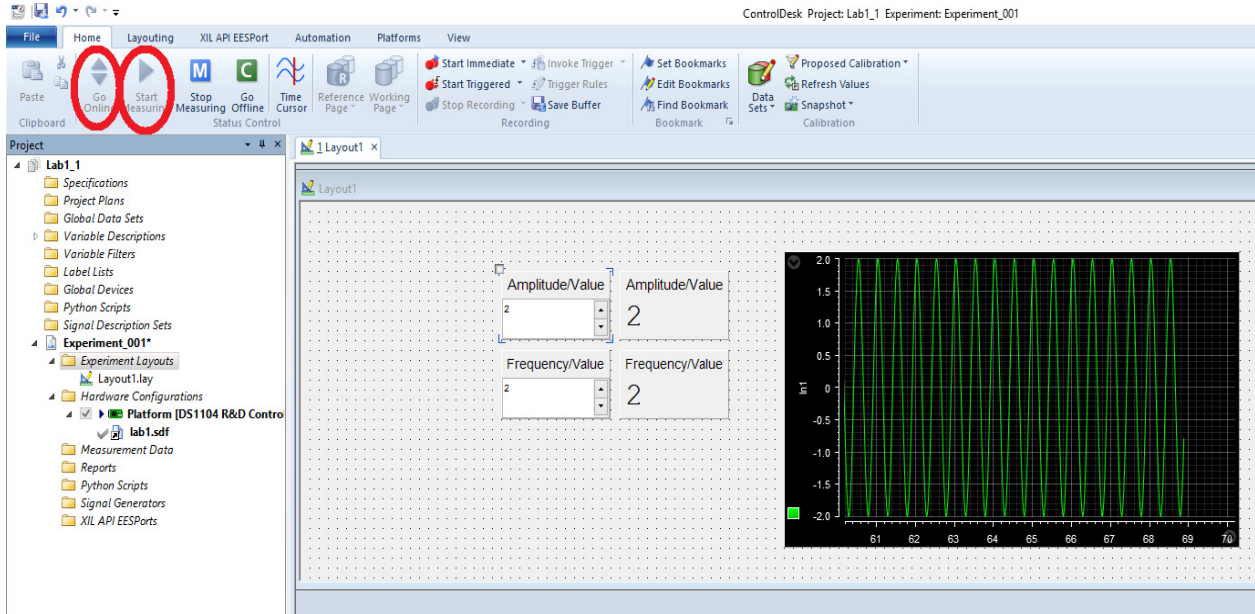 ControlDesk Project: Lab1_1 Experiment: Experiment_001
File Home Layouting XIL API EESPort Automation Platforms View
Paste
Clipboard
Go Online
Start Measuring
Stop Measuring
Go Offline
Status Control
Time Cursor
Reference Page
Working Page
Start Immediate Invoke Trigger
Start Triggered Trigger Rules
Stop Recording Save Buffer
Recording
Set Bookmarks
Edit Bookmarks
Find Bookmark
Bookmark
Data Sets
Proposed Calibration
Refresh Values
Snapshot
Calibration
Project
Lab1_1
Specifications
Project Plans
Global Data Sets
Variable Descriptions
Variable Filters
Label Lists
Global Devices
Python Scripts
Signal Description Sets
Experiment_001*
Experiment Layouts
Layout1.lay
Hardware Configurations
Platform [DS1104 R&D Contro
lab1.sdf
Measurement Data
Reports
Python Scripts
Signal Generators
XIL API EESPorts
1 Layout1
Layout1
Amplitude/Value Amplitude/Value
2 2
Frequency/Value Frequency/Value
2 2
In1
2.0
1.5
1.0
0.5
0
-0.5
-1.0
-1.5
-2.0
61 62 63 64 65 66 67 68 69 70